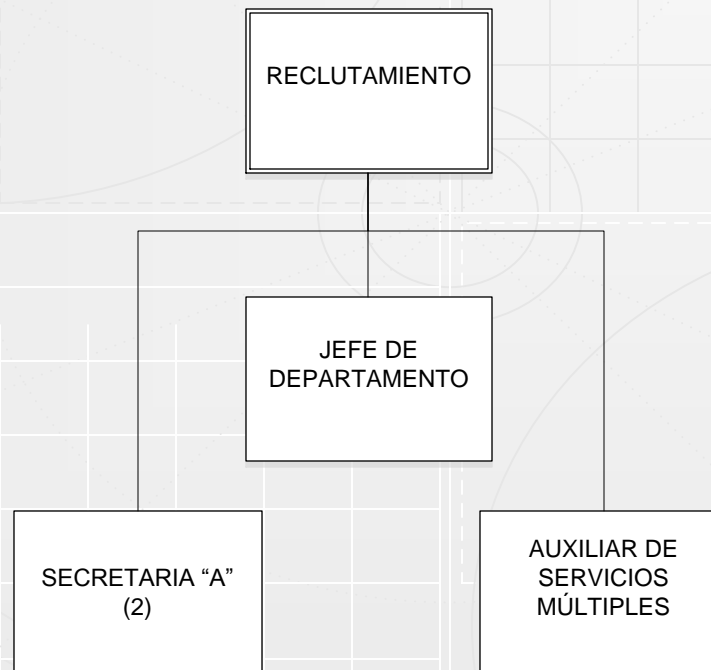 RECLUTAMIENTO
JEFE DE
DEPARTAMENTO
SECRETARIA “A”
(2)
AUXILIAR DE
SERVICIOS
MÚLTIPLES